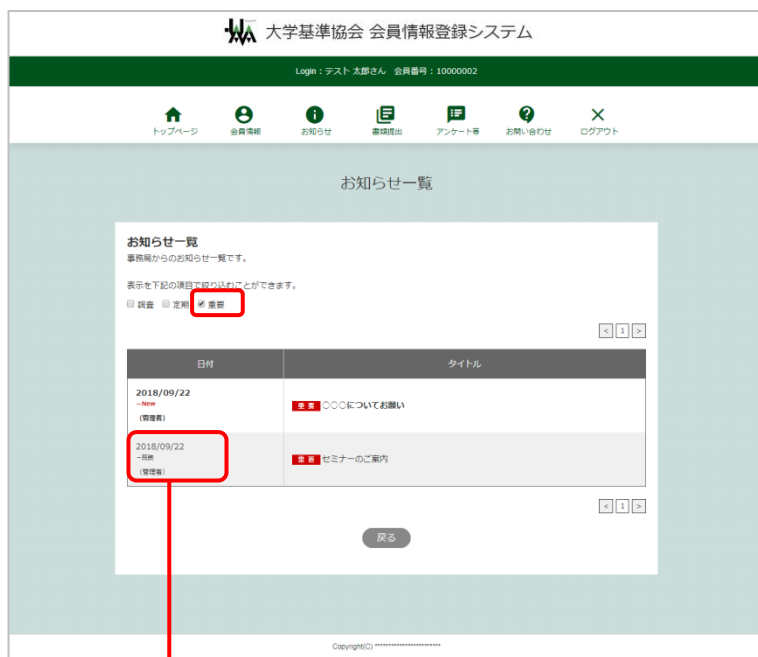 大学基準協会 会員情報登録システム
Login：テスト 太郎さん 会員番号：10000002
トップページ 会員情報 お知らせ 書類提出 アンケート等 お問い合わせ ログアウト
お知らせ一覧
お知らせ一覧
事務局からのお知らせ一覧です。
表示を下記の項目で絞り込むことができます。
調査 定期 重要
< 1 >
日付 タイトル
2018/09/22
－New
（管理者）
重 要 ○○○についてお願い
2018/09/22
－既読
（管理者）
重 要 セミナーのご案内
< 1 >
戻る
Copyright(C) ************************